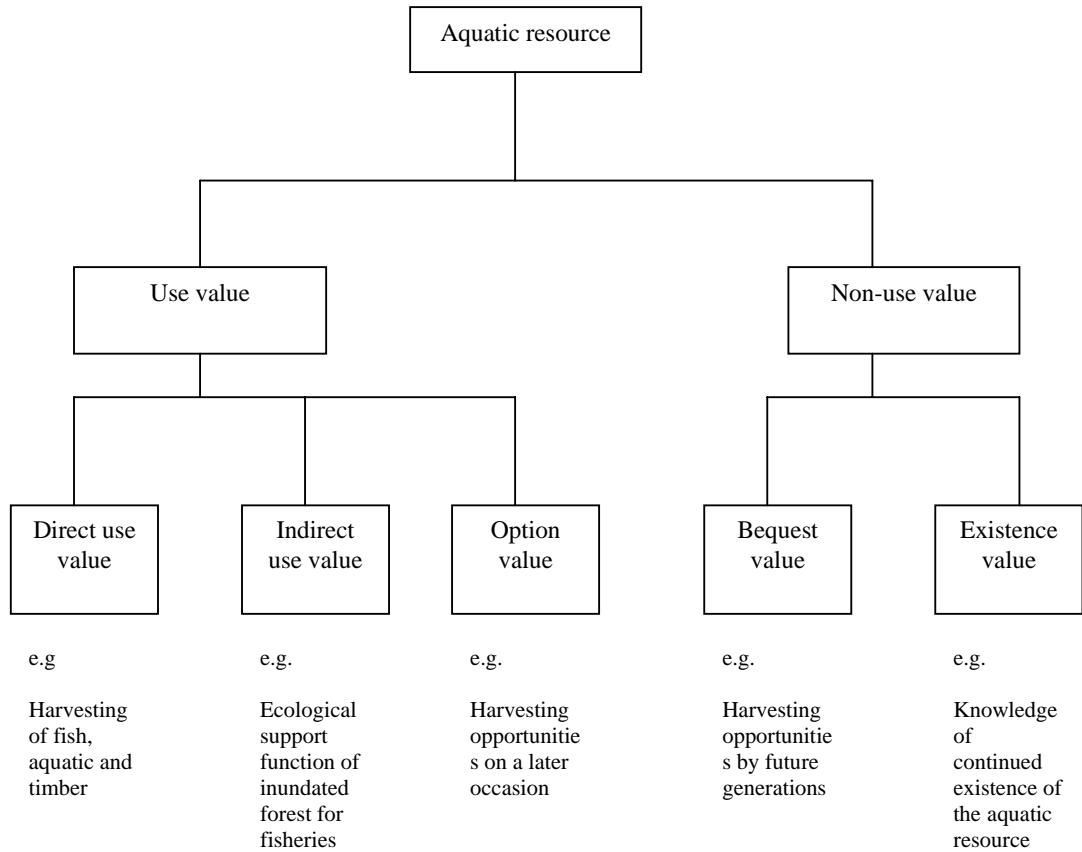 Aquatic resource
Use value
Non-use value
Direct use
value
Indirect
use value
Option
value
Bequest
value
Existence
value
e.g
Harvesting
of fish,
aquatic and
timber
e.g.
Ecological
support
function of
inundated
forest for
fisheries
e.g.
Harvesting
opportunitie
s on a later
occasion
e.g.
Harvesting
opportunitie
s by future
generations
e.g.
Knowledge
of
continued
existence of
the aquatic
resource